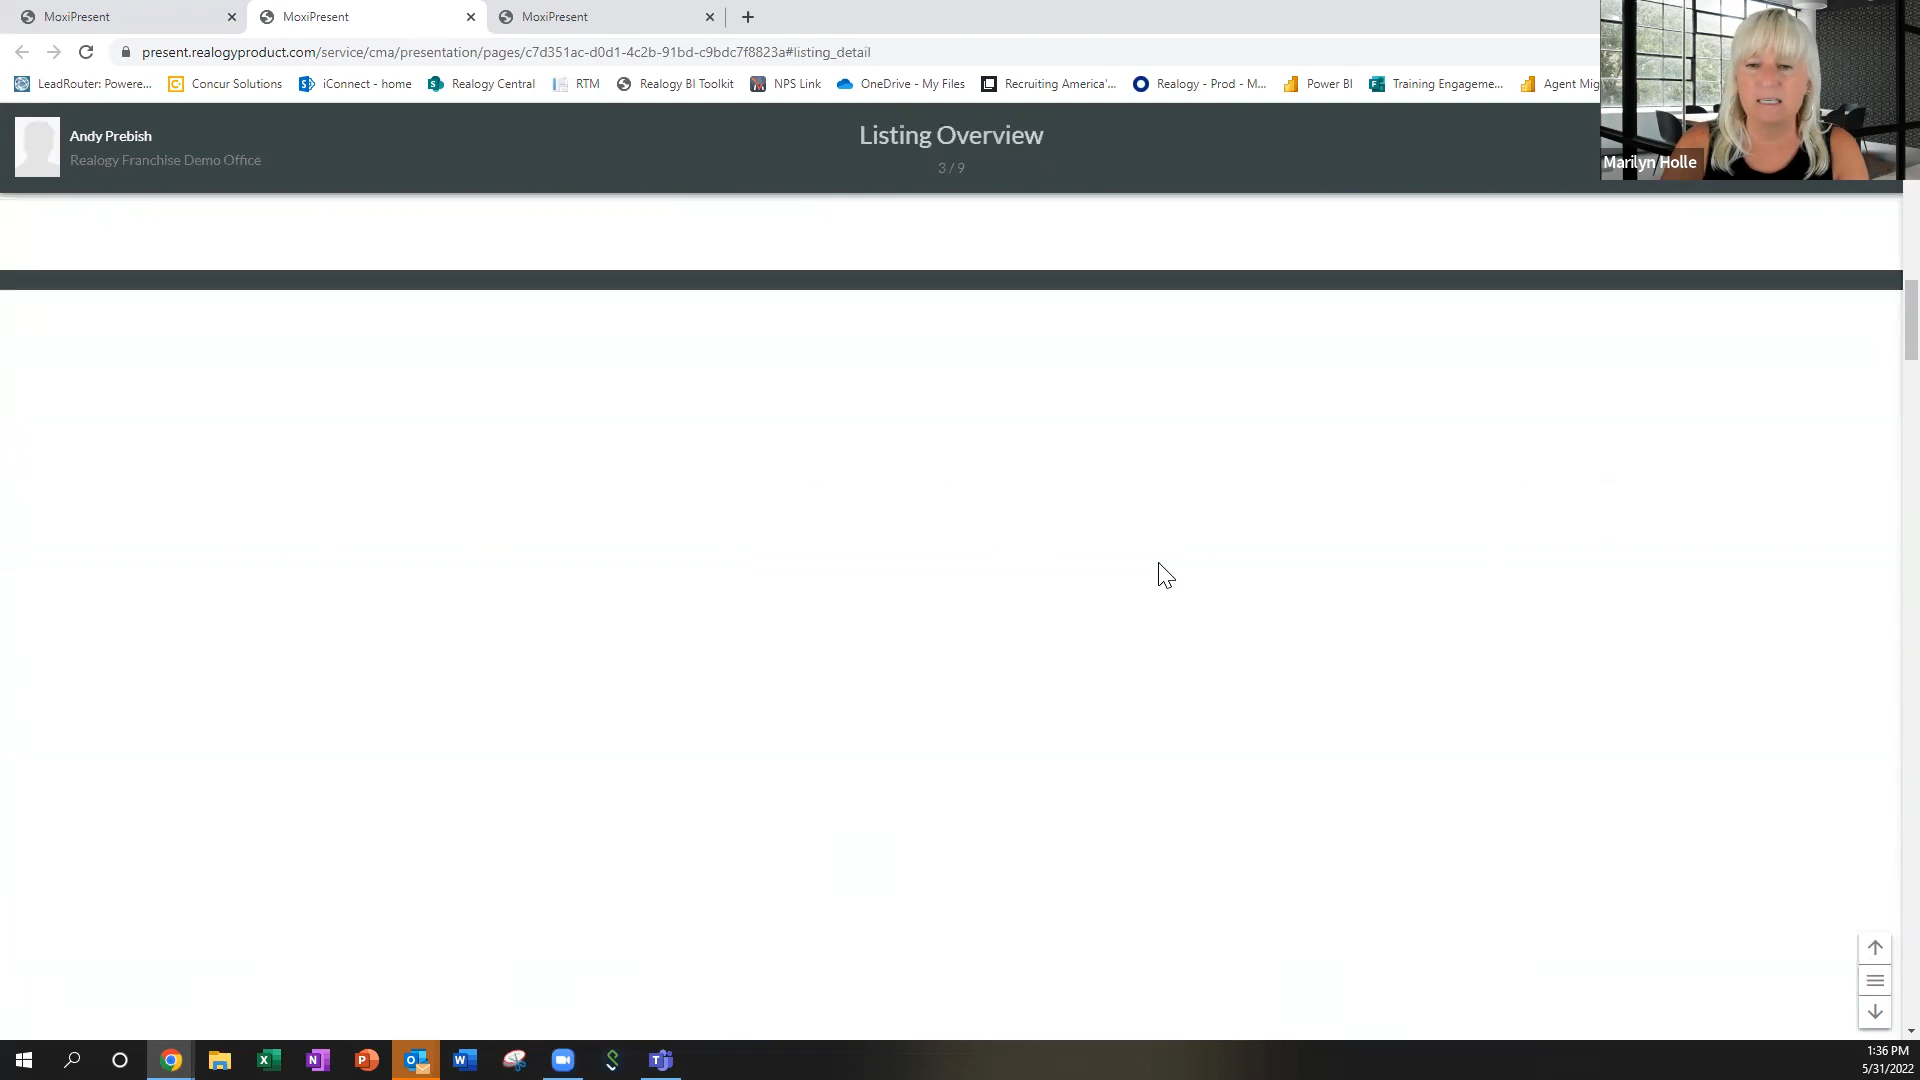 MoxiPresent
MoxiPresent
MoxiPresent
present.realogyproduct.com/service/cma/presentation/pages/c7d351ac-d0d1-4c2b-91bd-c9bdc7f8823a#listing_detail
LeadRouter: Powere... Concur Solutions iConnect - home Realogy Central RTM Realogy BI Toolkit NPS Link OneDrive - My Files Recruiting America'... Realogy - Prod - M... Power BI Training Engageme... Agent Mig
Andy Prebish
Realogy Franchise Demo Office
Listing Overview
3 / 9
Marilyn Holle
1:36 PM
5/31/2022